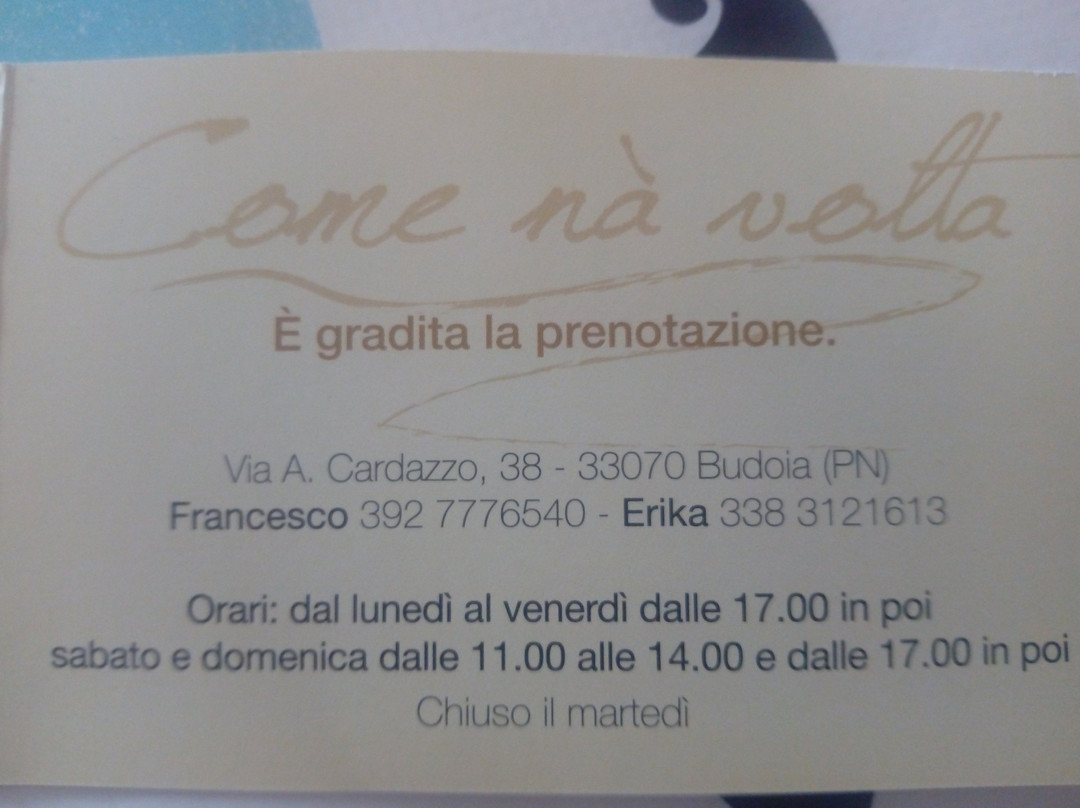 Come nà volta
È gradita la prenotazione.
Via A. Cardazzo, 38 - 33070 Budoia (PN)
Francesco 392 7776540 - Erika 338 3121613
Orari: dal lunedì al venerdì dalle 17.00 in poi
sabato e domenica dalle 11.00 alle 14.00 e dalle 17.00 in poi
Chiuso il martedì